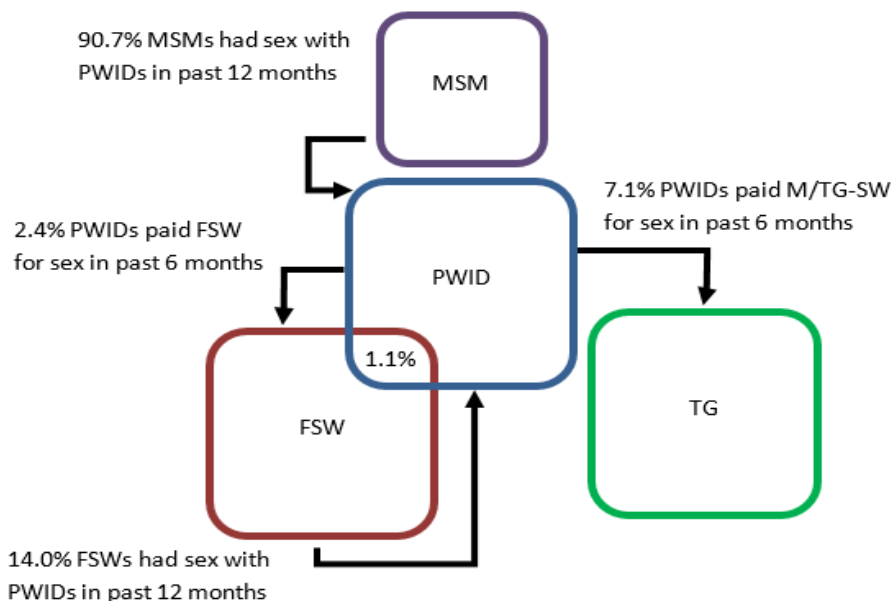 90.7% MSMs had sex with
PWIDs in past 12 months
MSM
7.1% PWIDs paid M/TG-SW
for sex in past 6 months
2.4% PWIDs paid FSW
for sex in past 6 months
PWID
1.1%
FSW
TG
14.0% FSWs had sex with
PWIDs in past 12 months